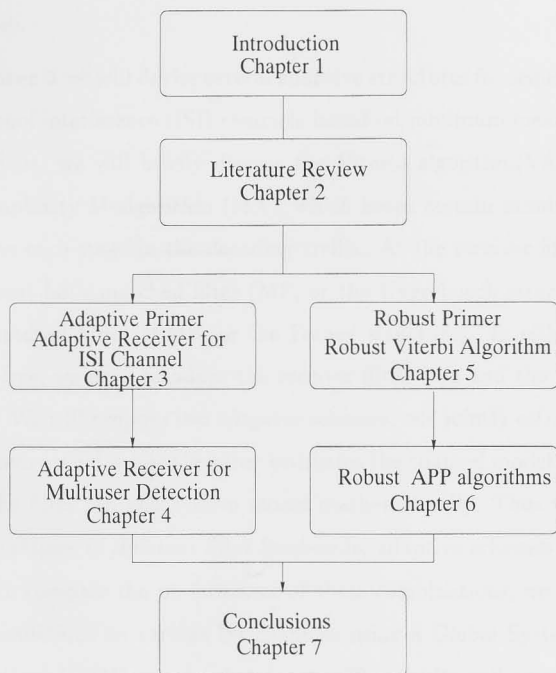 Introduction
Chapter 1
Literature Review
Chapter 2
Adaptive Primer
Adaptive Receiver for
ISI Channel
Chapter 3
Robust Primer
Robust Viterbi Algorithm
Chapter 5
Adaptive Receiver for
Multiuser Detection
Chapter 4
Robust APP algorithms
Chapter 6
Conclusions
Chapter 7